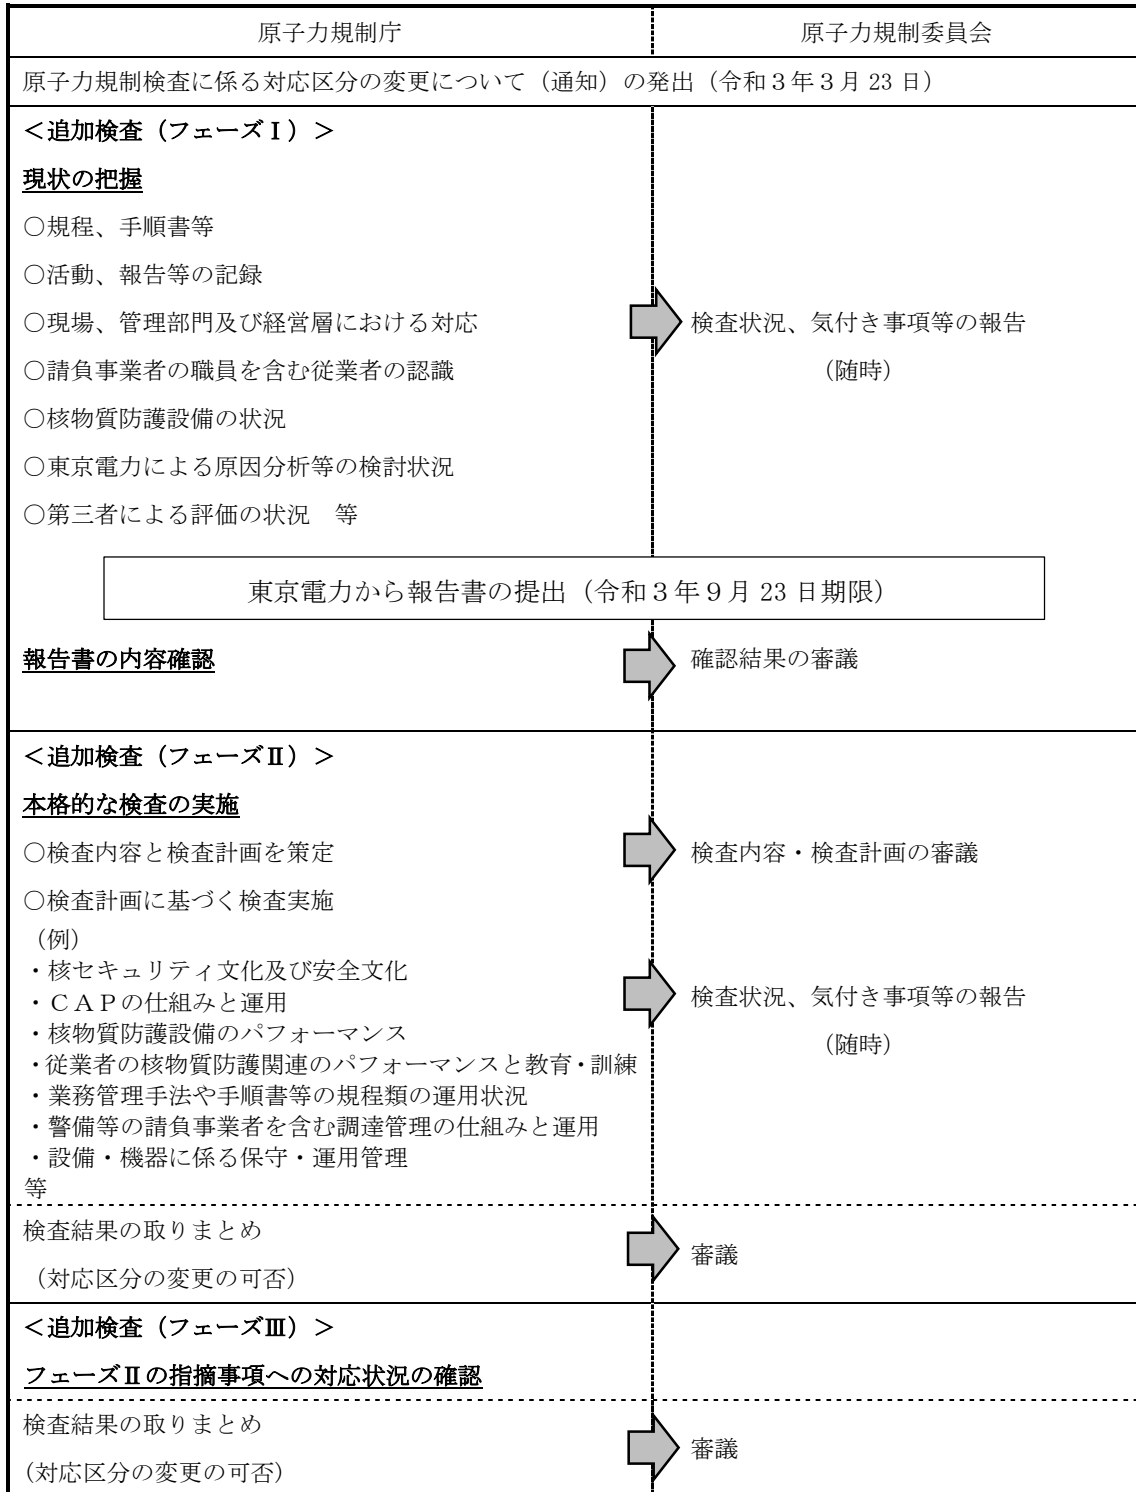 原子力規制庁
原子力規制委員会
原子力規制検査に係る対応区分の変更について（通知）の発出（令和３年３月 23 日）
＜追加検査（フェーズⅠ）＞
現状の把握
○規程、手順書等
○活動、報告等の記録
○現場、管理部門及び経営層における対応
○請負事業者の職員を含む従業者の認識
○核物質防護設備の状況
○東京電力による原因分析等の検討状況
○第三者による評価の状況　等
検査状況、気付き事項等の報告
（随時）
東京電力から報告書の提出（令和３年９月 23 日期限）
報告書の内容確認
確認結果の審議
＜追加検査（フェーズⅡ）＞
本格的な検査の実施
○検査内容と検査計画を策定
検査内容・検査計画の審議
○検査計画に基づく検査実施
（例）
・核セキュリティ文化及び安全文化
・ＣＡＰの仕組みと運用
・核物質防護設備のパフォーマンス
・従業者の核物質防護関連のパフォーマンスと教育・訓練
・業務管理手法や手順書等の規程類の運用状況
・警備等の請負事業者を含む調達管理の仕組みと運用
・設備・機器に係る保守・運用管理
等
検査状況、気付き事項等の報告
（随時）
検査結果の取りまとめ
（対応区分の変更の可否）
審議
＜追加検査（フェーズⅢ）＞
フェーズⅡの指摘事項への対応状況の確認
検査結果の取りまとめ
(対応区分の変更の可否）
審議